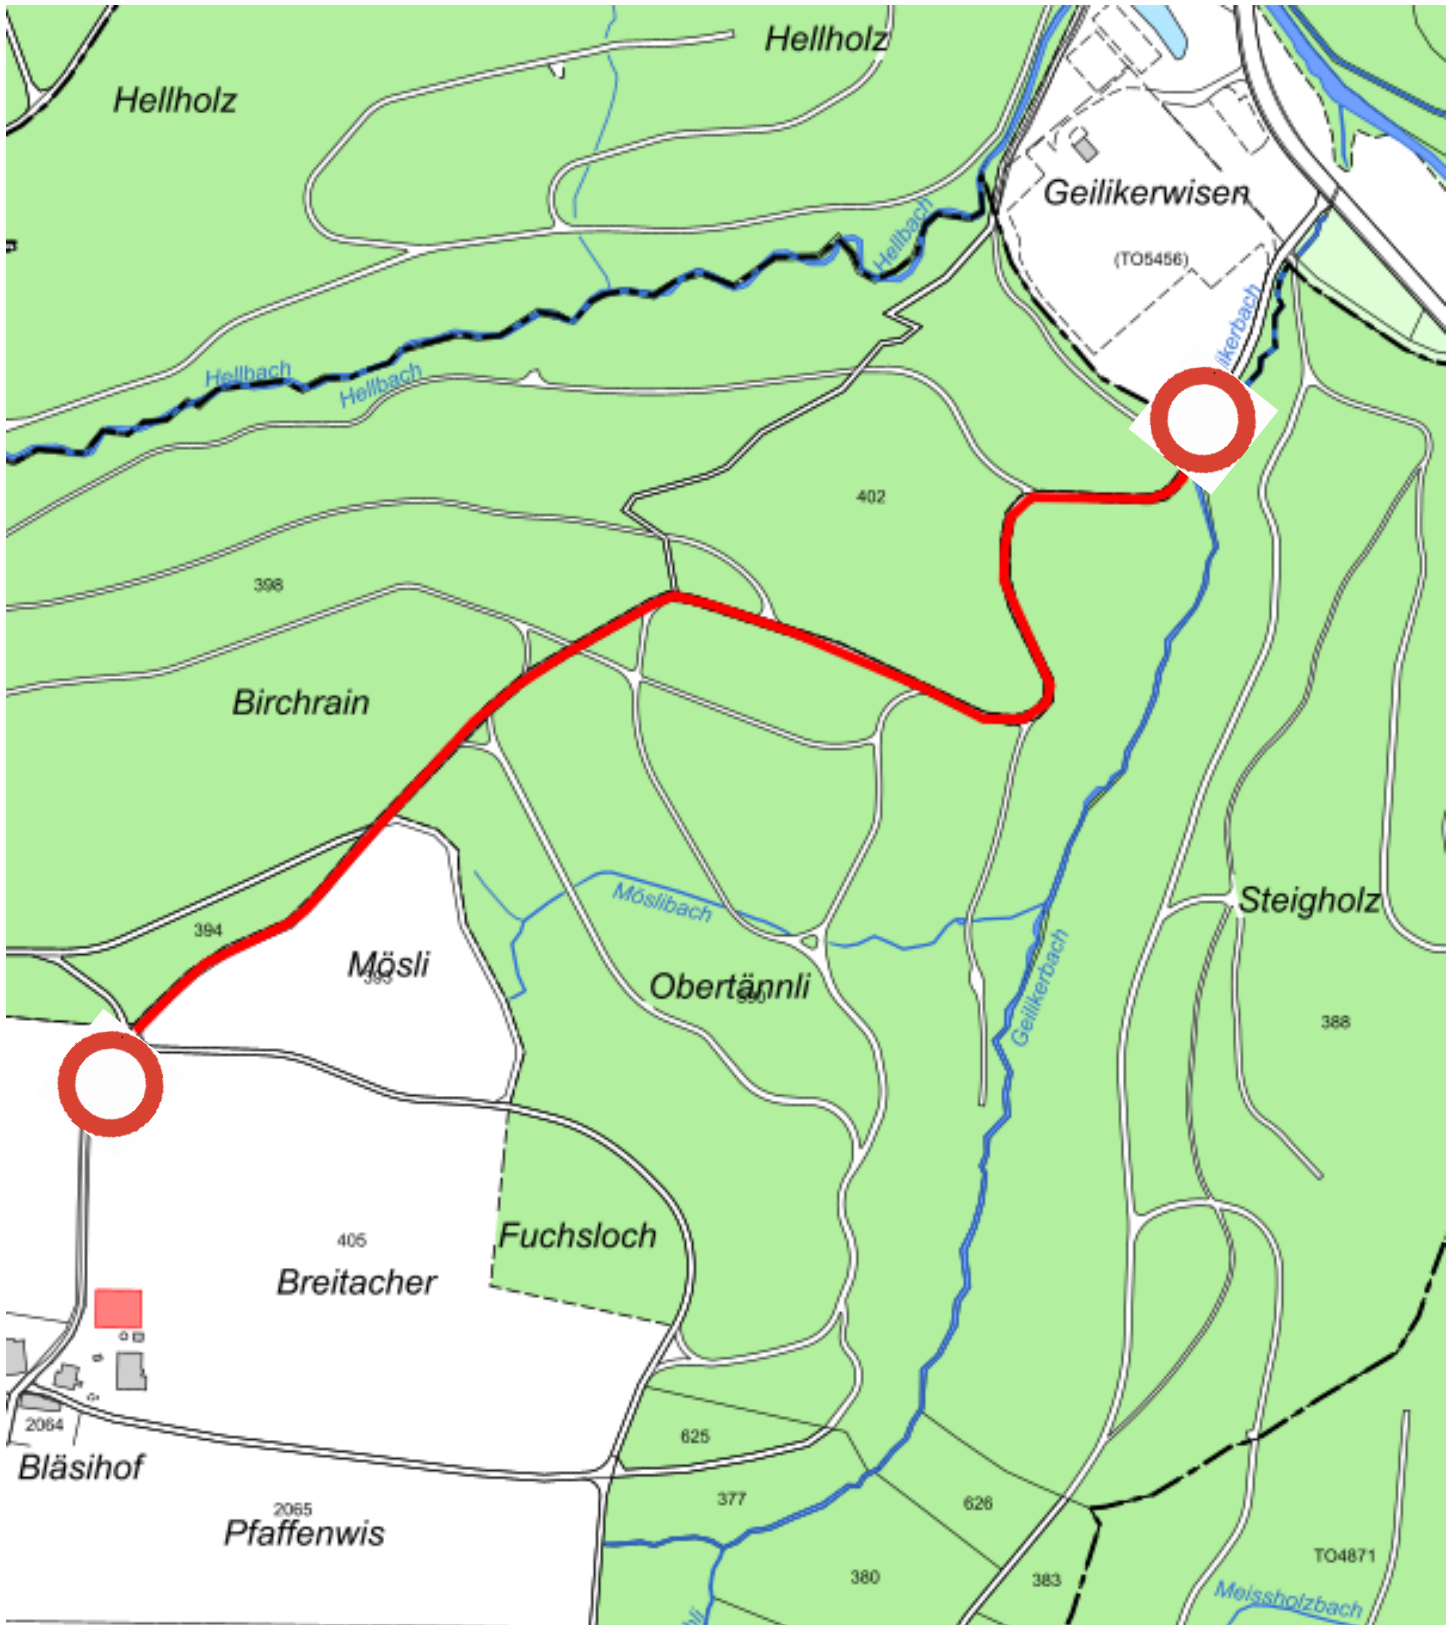 Hellholz
Hellholz
Geilikerwisen
(TO5456)
Hellbach
Hellbach
Hellbach
ikerbach
402
398
Birchrain
394
Mösli
Möslibach
Steigholz
Obertännli
Geilikerbach
388
405
Breitacher
Fuchsloch
2064
625
Bläsihof
377
626
2065
Pfaffenwis
380
383
TO4871
Meissholzbach